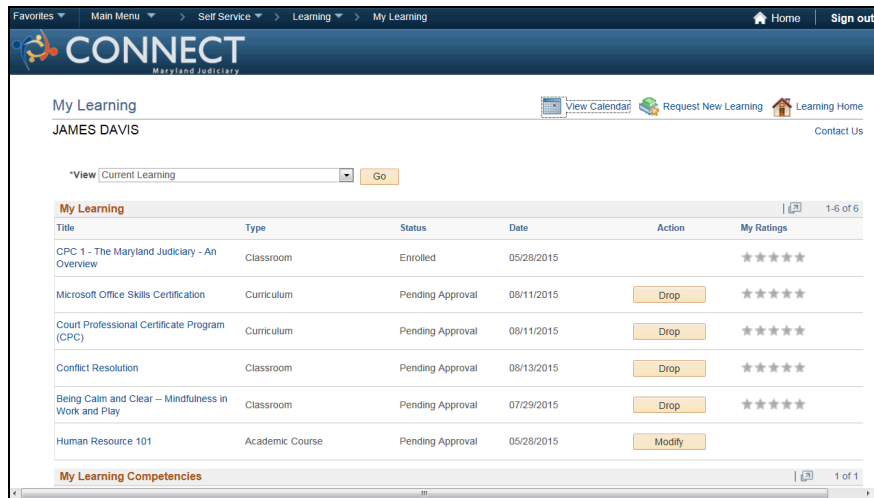 Favorites Main Menu > Self Service > Learning > My Learning Home Sign out
CONNECT
Maryland Judiciary
My Learning View Calendar Request New Learning Learning Home
JAMES DAVIS Contact Us
*View Current Learning Go
My Learning 1-6 of 6
Title Type Status Date Action My Ratings
CPC 1 - The Maryland Judiciary - An
Overview Classroom Enrolled 05/28/2015
Microsoft Office Skills Certification Curriculum Pending Approval 08/11/2015 Drop
Court Professional Certificate Program
(CPC) Curriculum Pending Approval 08/11/2015 Drop
Conflict Resolution Classroom Pending Approval 08/13/2015 Drop
Being Calm and Clear -- Mindfulness in
Work and Play Classroom Pending Approval 07/29/2015 Drop
Human Resource 101 Academic Course Pending Approval 05/28/2015 Modify
My Learning Competencies 1 of 1